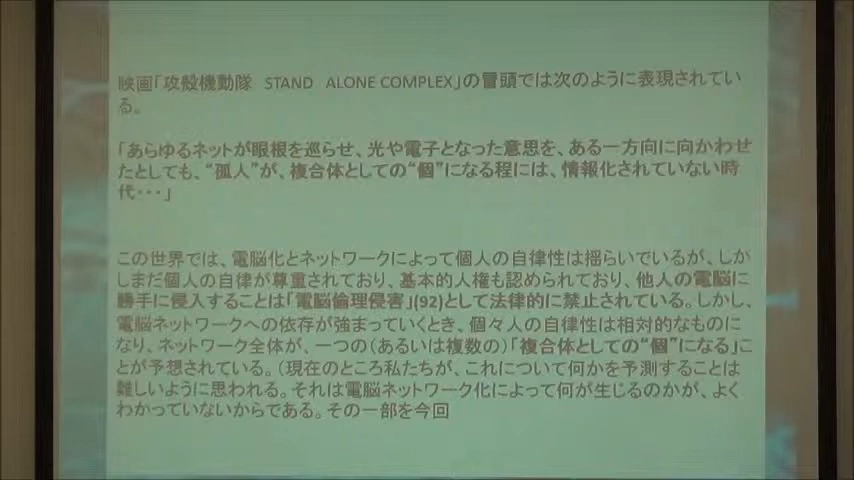 映画「攻殻機動隊　STAND　ALONE COMPLEX」の冒頭では次のように表現されてい
る。
「あらゆるネットが眼根を巡らせ、光や電子となった意思を、ある一方向に向かわせ
たとしても、“孤人”が、複合体としての“個”になる程には、情報化されていない時
代・・・」
この世界では、電脳化とネットワークによって個人の自律性は揺らいでいるが、しか
しまだ個人の自律が尊重されており、基本的人権も認められており、他人の電脳に
勝手に侵入することは「電脳倫理侵害」(92)として法律的に禁止されている。しかし、
電脳ネットワークへの依存が強まっていくとき、個々人の自律性は相対的なものに
なり、ネットワーク全体が、一つの（あるいは複数の）「複合体としての“個”になる」こ
とが予想されている。（現在のところ私たちが、これについて何かを予測することは
難しいように思われる。それは電脳ネットワーク化によって何が生じるのかが、よく
わかっていないからである。その一部を今回